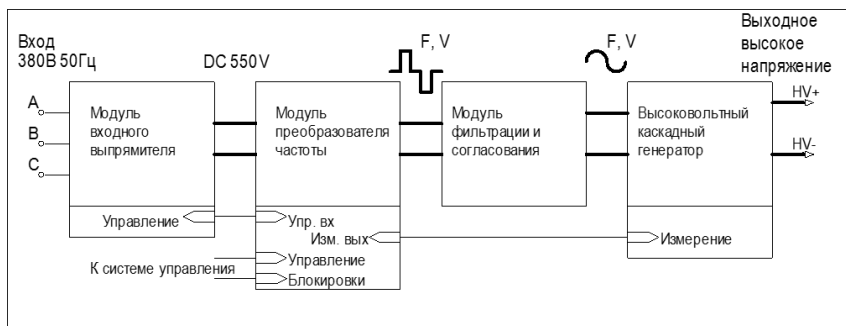 Вход
380В 50Гц
DC 550V
F, V
F, V
Выходное
высокое
напряжение
A
B
C
Модуль
входного
выпрямителя
Модуль
преобразователя
частоты
Модуль
фильтрации и
согласования
Высоковольтный
каскадный
генератор
HV+
HV-
Управление
Упр. вх
Изм. вых
Измерение
К системе управления
Управление
Блокировки